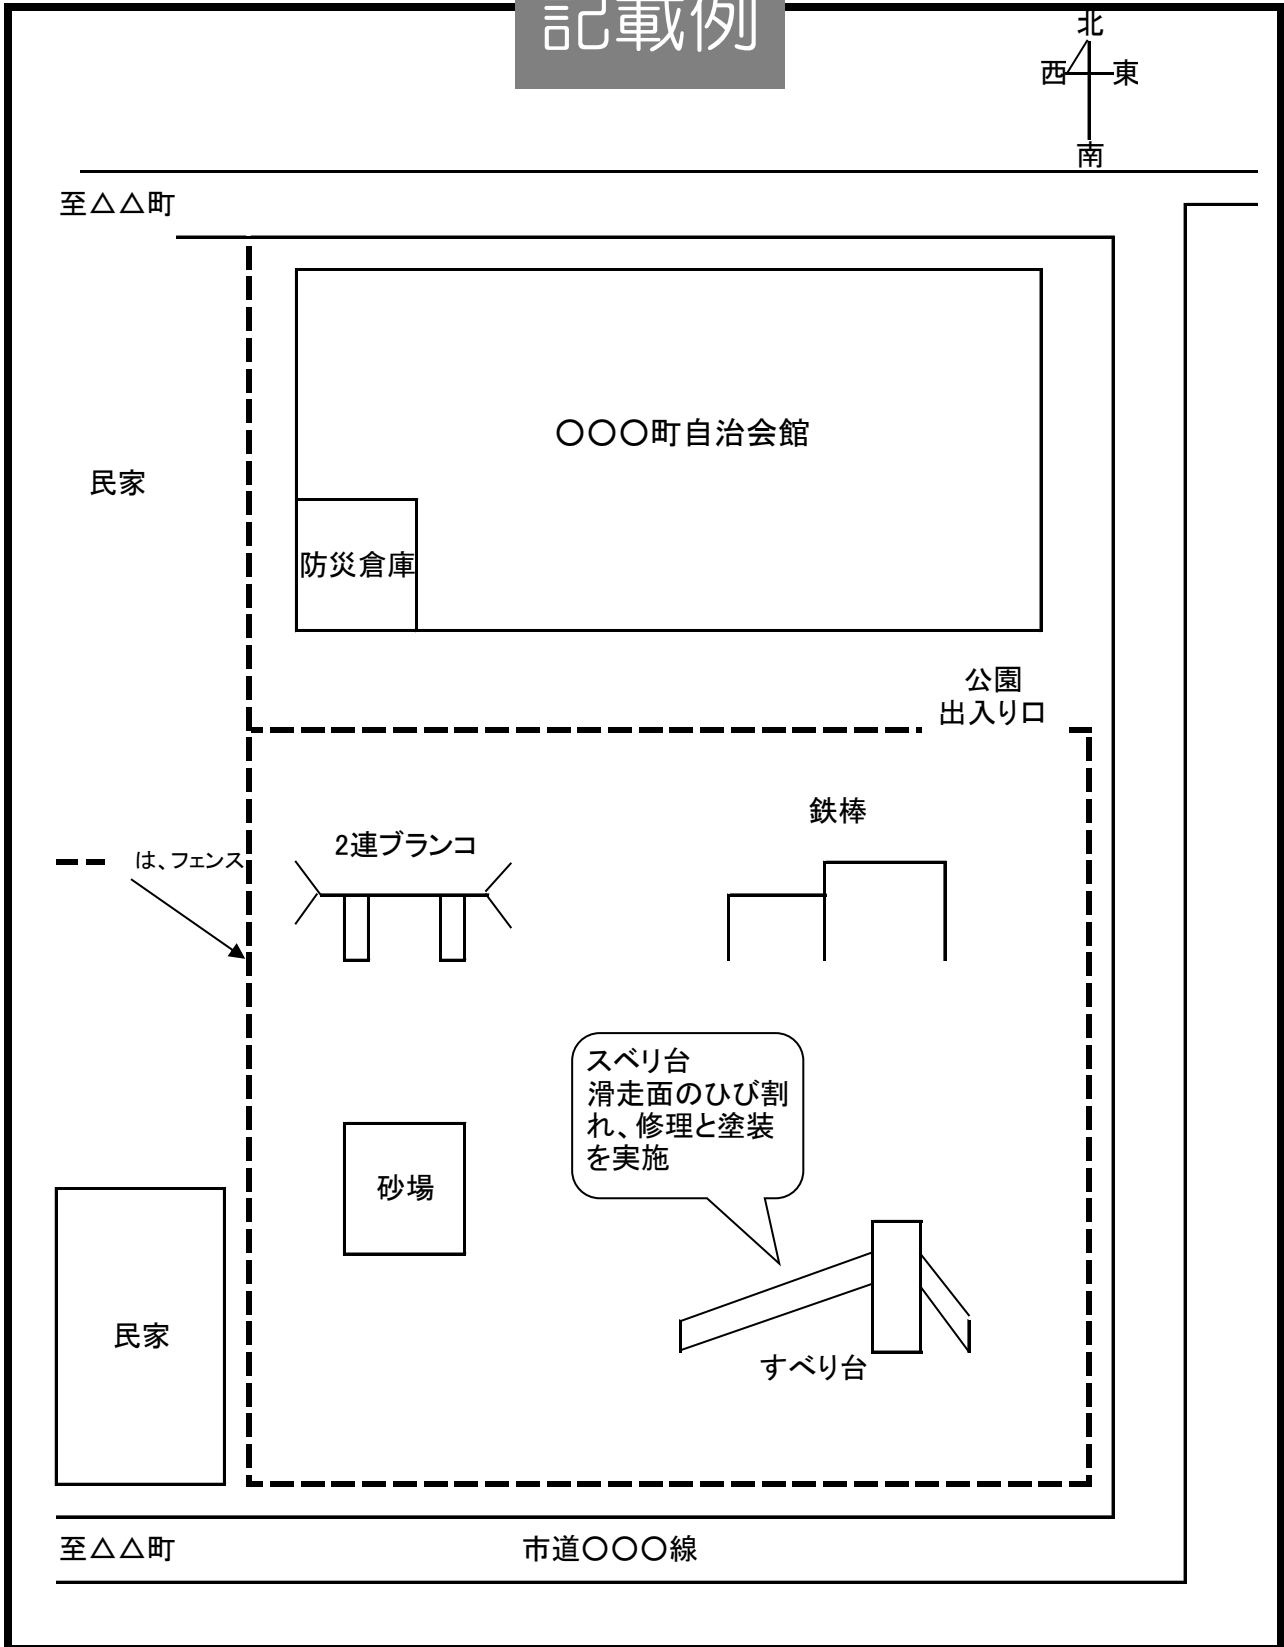 記載例
北
西
東
南
至△△町
〇〇〇町自治会館
民家
防災倉庫
公園
出入り口
鉄棒
2連ブランコ
は、フェンス
スベリ台
滑走面のひび割
れ、修理と塗装
を実施
砂場
民家
すべり台
至△△町
市道〇〇〇線